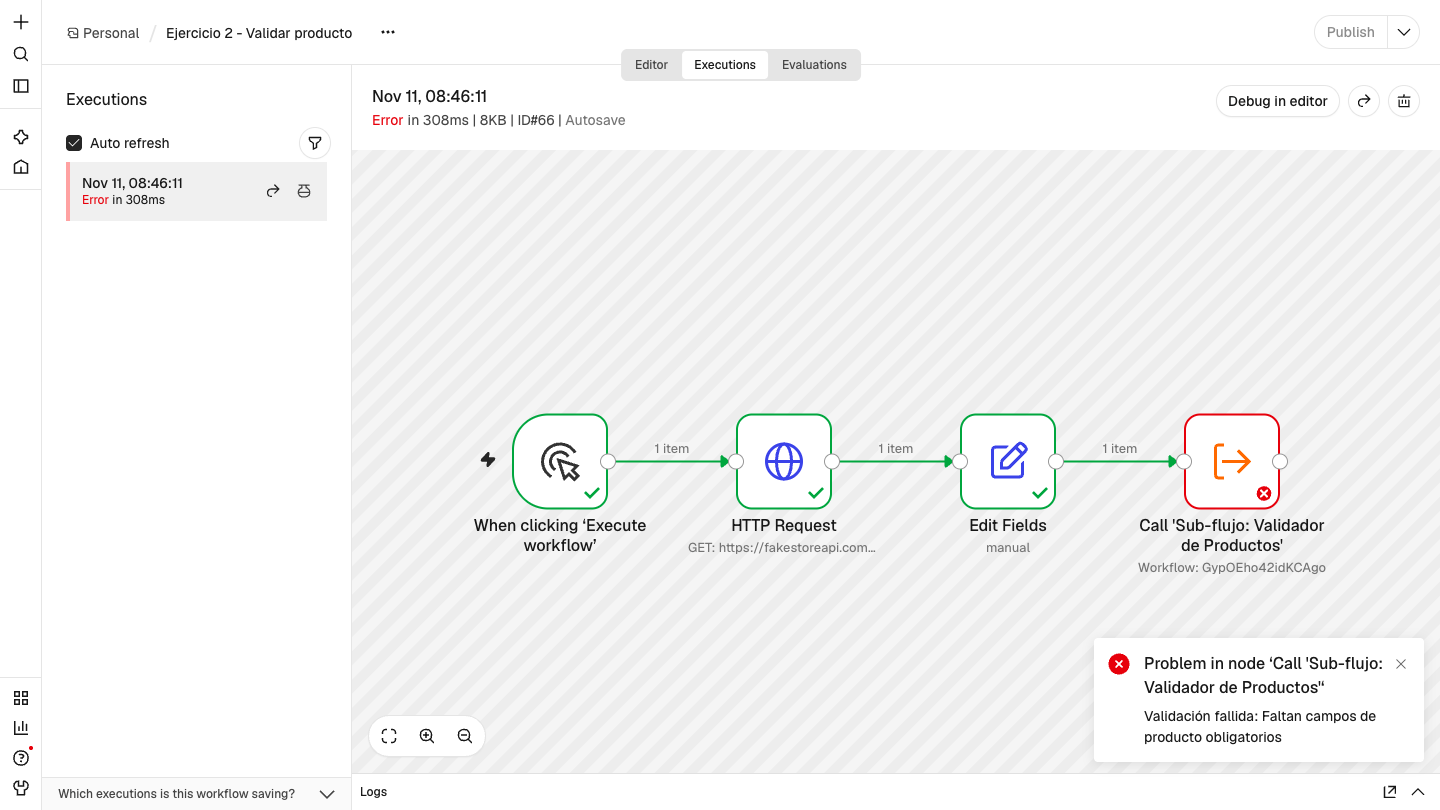 Personal / Ejercicio 2 - Validar producto ...
Publish
Editor Executions Evaluations
Executions
Auto refresh
Nov 11, 08:46:11
Error in 308ms
Nov 11, 08:46:11
Error in 308ms | 8KB | ID#66 | Autosave
Debug in editor
1 item
1 item
1 item
When clicking ‘Execute
workflow’
HTTP Request
GET: https://fakestoreapi.com...
Edit Fields
manual
Call 'Sub-flujo: Validador
de Productos'
Workflow: GypOEho42idKCAgo
Problem in node ‘Call 'Sub-flujo:
Validador de Productos'‘
Validación fallida: Faltan campos de
producto obligatorios
Which executions is this workflow saving?
Logs